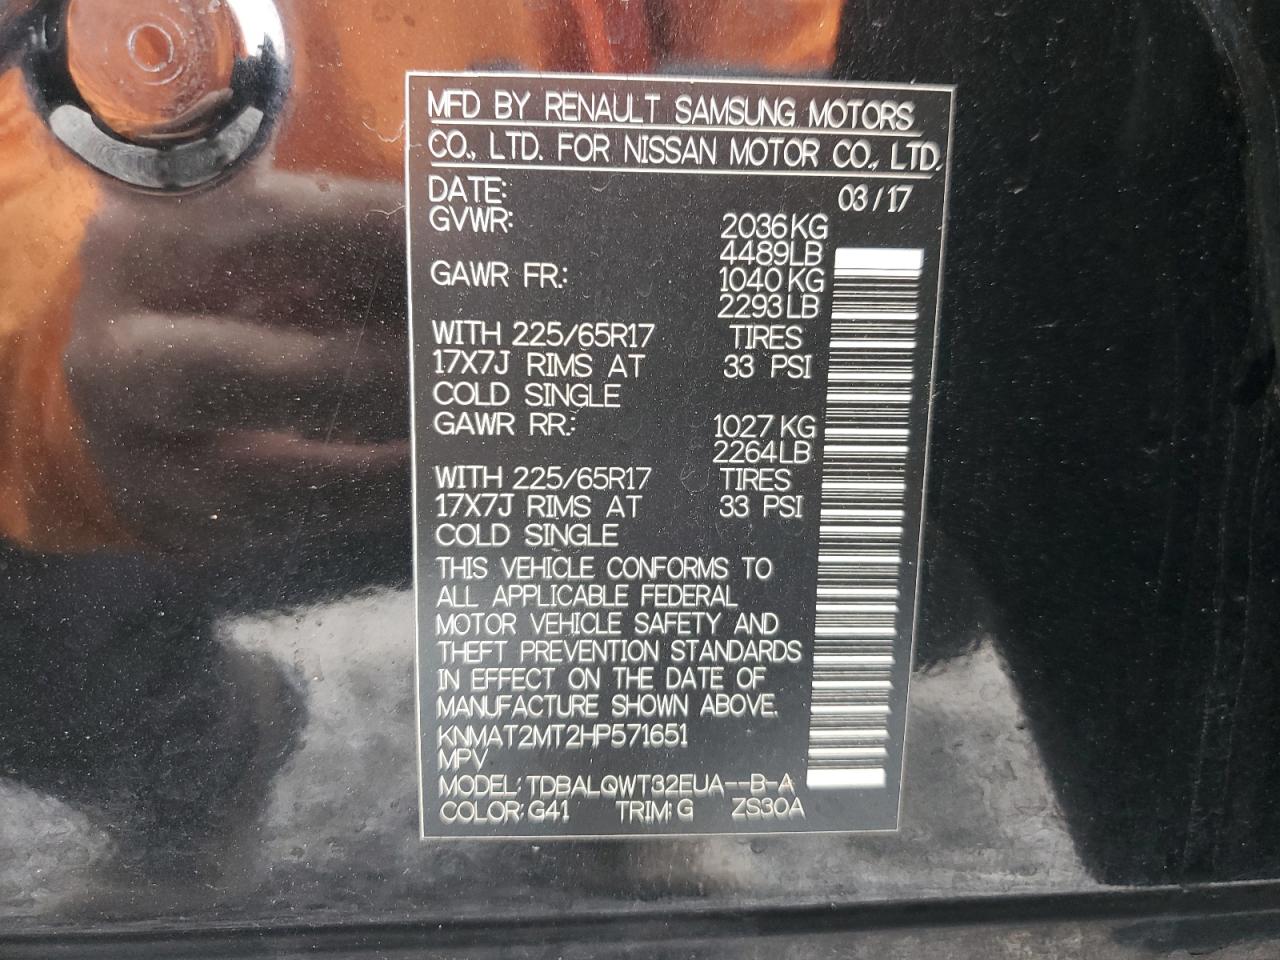 MFD BY RENAULT SAMSUNG MOTORS
CO., LTD. FOR NISSAN MOTOR CO., LTD.
DATE: 03/17
GVWR: 2036KG
4489LB
GAWR FR: 1040KG
2293LB
WITH 225/65R17 TIRES
17X7J RIMS AT 33 PSI
COLD SINGLE
GAWR RR: 1027KG
2264LB
WITH 225/65R17 TIRES
17X7J RIMS AT 33 PSI
COLD SINGLE
THIS VEHICLE CONFORMS TO
ALL APPLICABLE FEDERAL
MOTOR VEHICLE SAFETY AND
THEFT PREVENTION STANDARDS
IN EFFECT ON THE DATE OF
MANUFACTURE SHOWN ABOVE.
KNMAT2MT2HP571651
MPV
MODEL: TDBALQWT32EUA--B-A
COLOR: G41 TRIM: G ZS30A